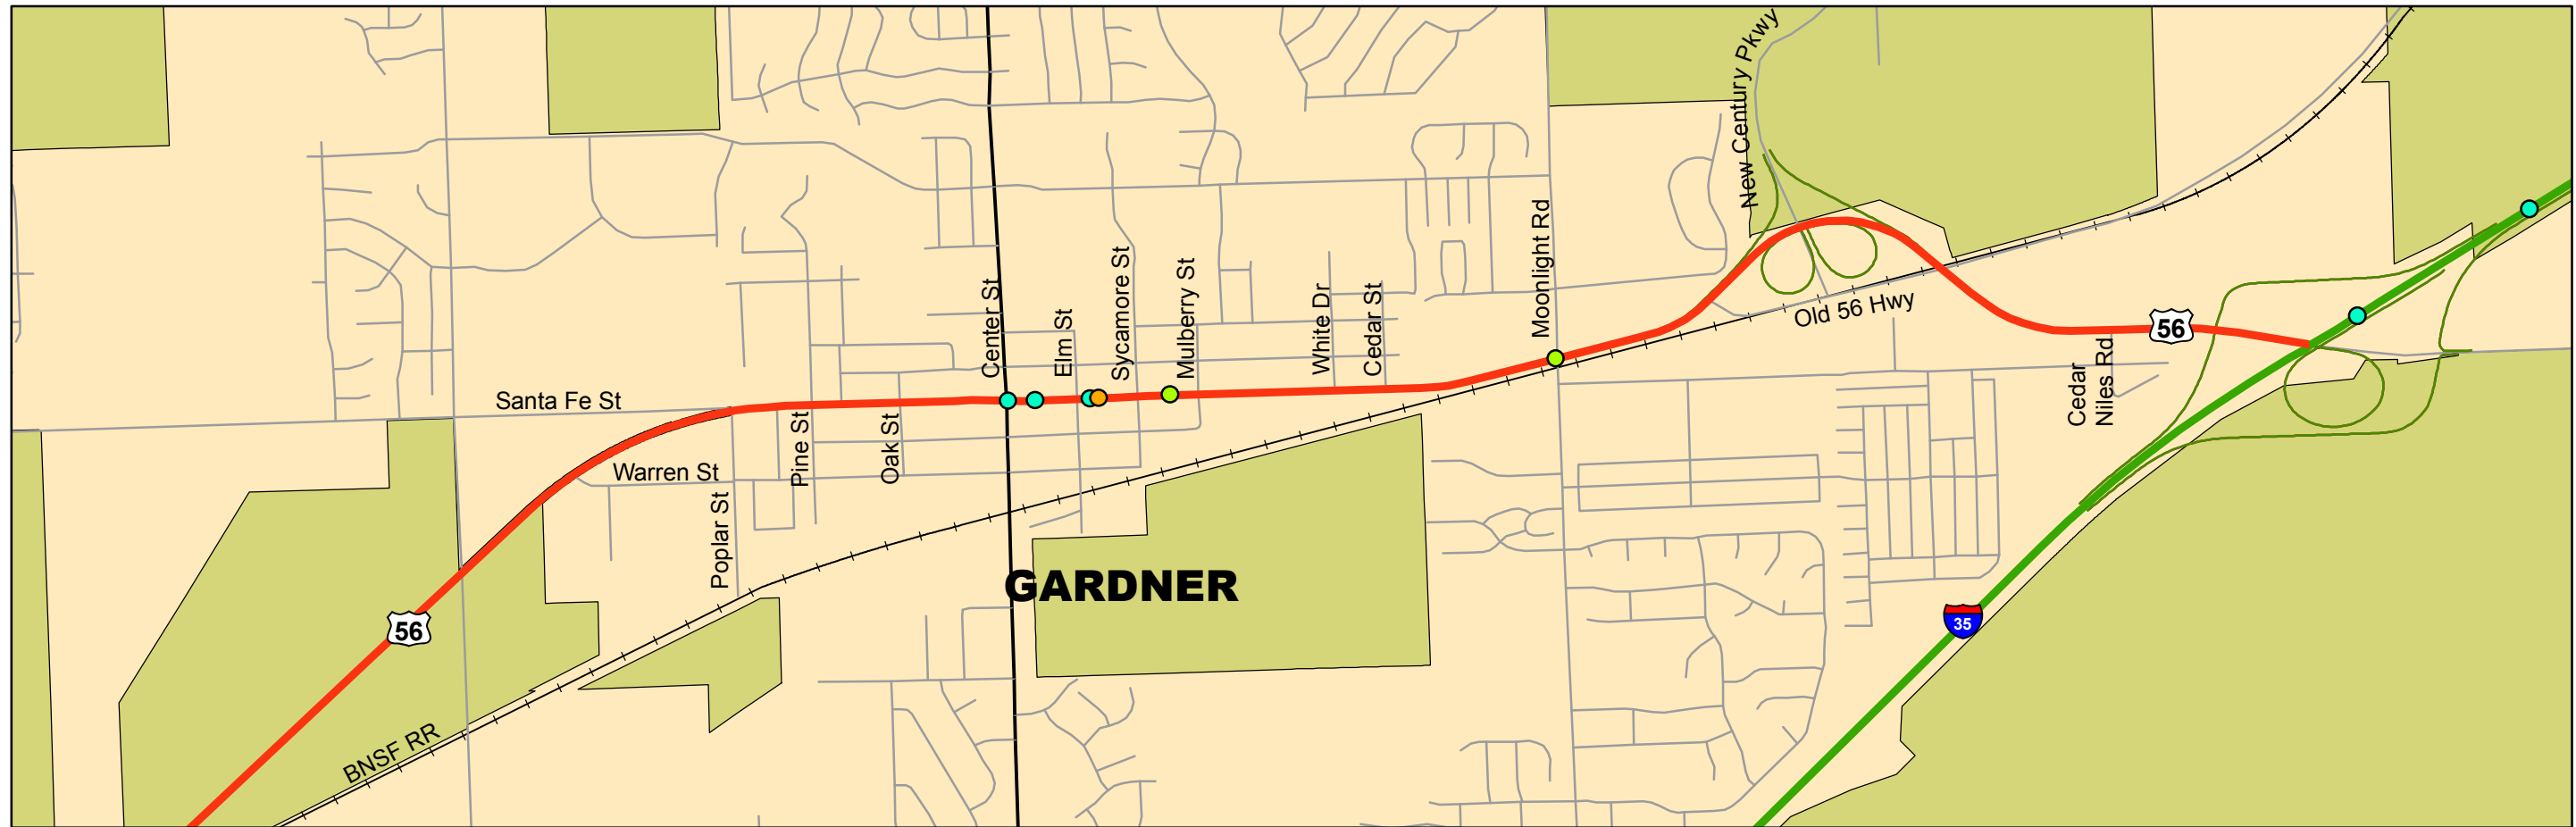 New Century Pkwy
Moonlight Rd
Sycamore St
Mulberry St
Center St
Elm St
White Dr
Cedar St
Old 56 Hwy
56
Cedar
Niles Rd
Santa Fe St
Pine St
Oak St
Warren St
Poplar St
GARDNER
56
35
BNSF RR